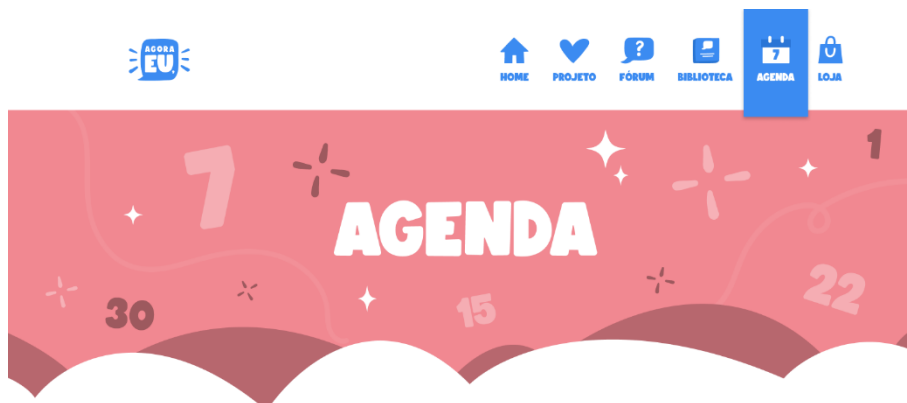 AGORA
EU,
HOME
PROJETO
?
FÓRUM
BIBLIOTECA
7
AGENDA
LOJA
7
1
AGENDA
30
15
22